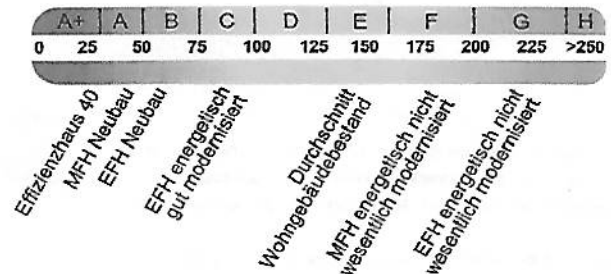 A+ A B C D E F G H
0 25 50 75 100 125 150 175 200 225 >250
Effizienzhaus 40
MFH Neubau
EFH Neubau
EFH energetisch
gut modernisiert
Durchschnitt
Wohngebäudebestand
MFH energetisch nicht
wesentlich modernisiert
EFH energetisch nicht
wesentlich modernisiert